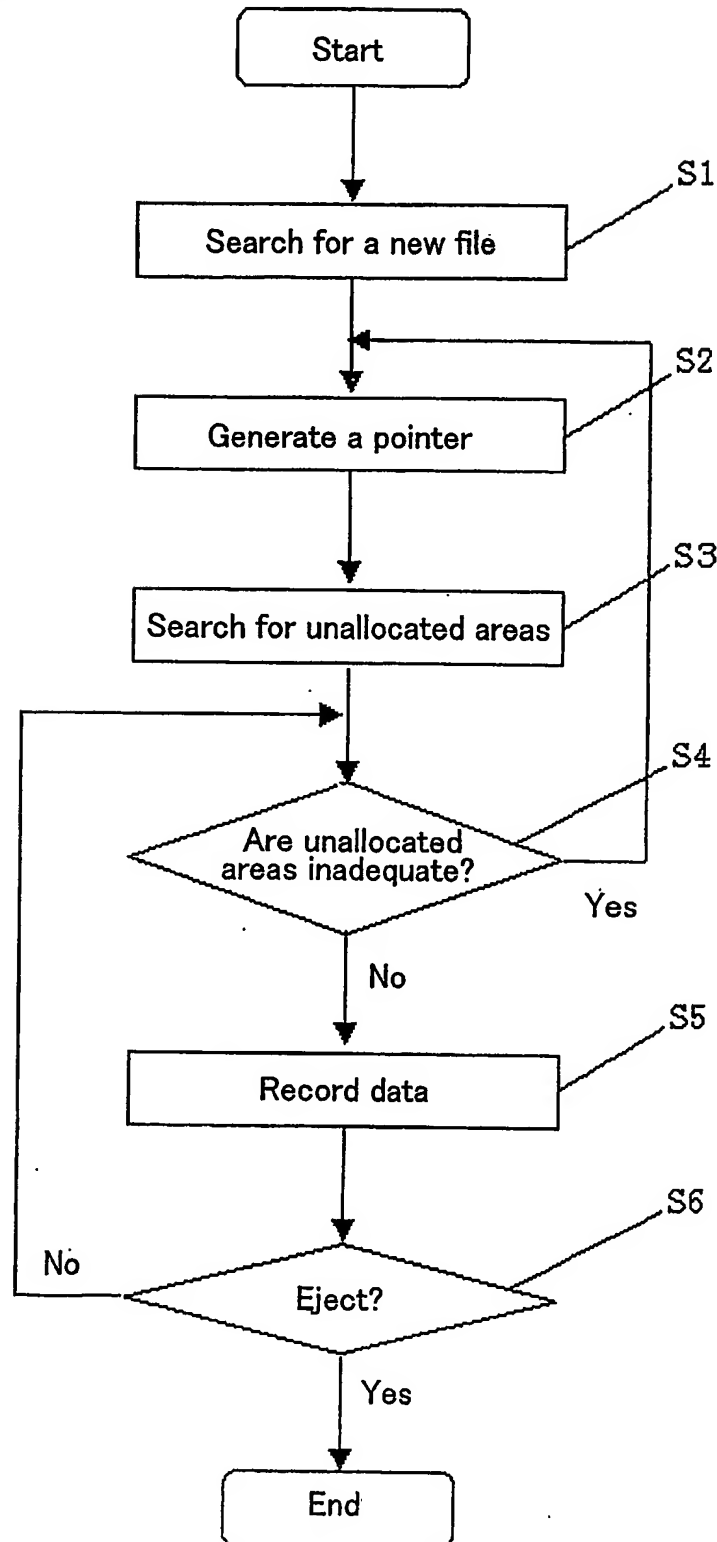 Start
S1
Search for a new file
S2
Generate a pointer
S3
Search for unallocated areas
S4
Are unallocated
areas inadequate?
Yes
No
S5
Record data
S6
No
Eject?
Yes
End